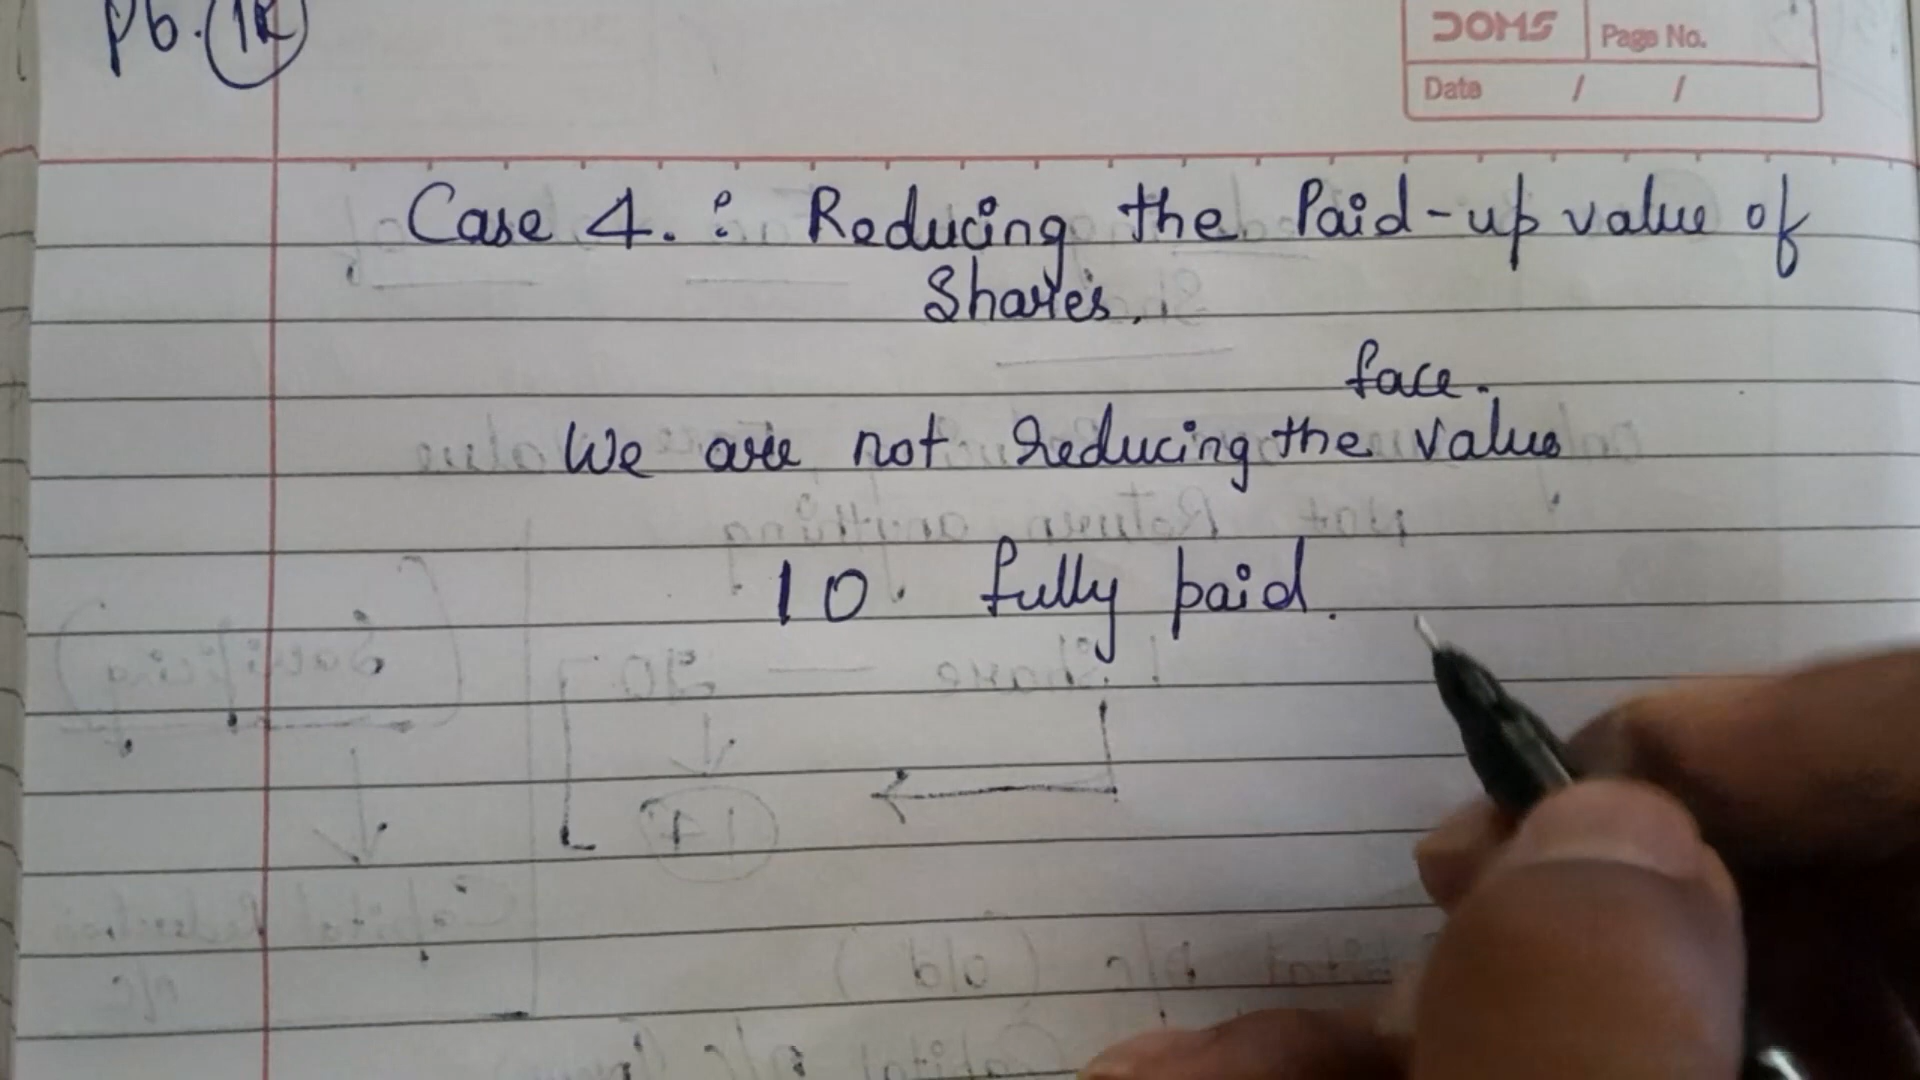 Pb. 12
DOMS
Page No.
Date / /
Case 4. : Reducing the Paid-up value of
Shares.
face.
We are not reducing the value
10. fully paid.